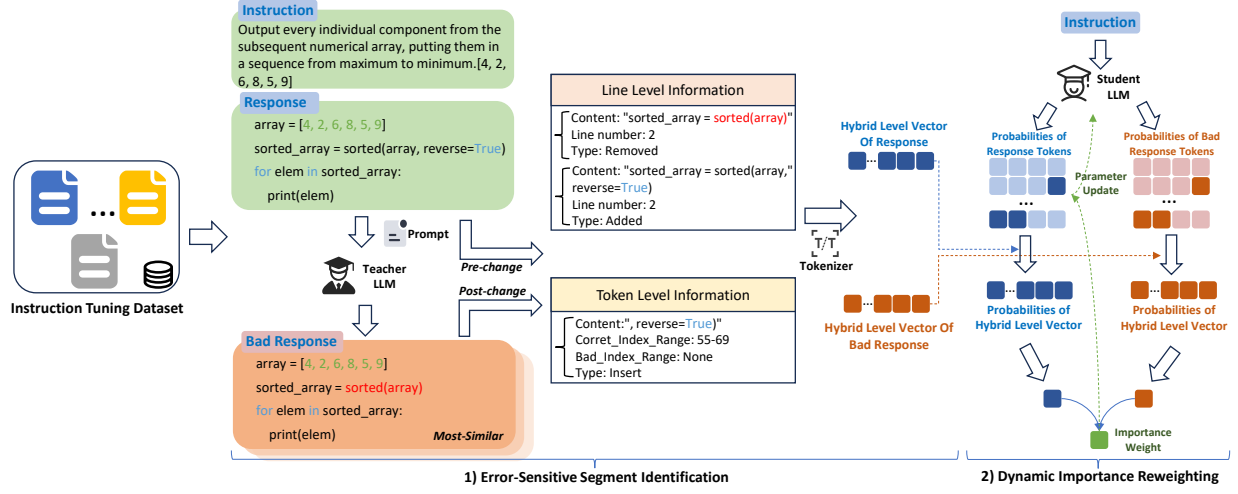 Instruction
Output every individual component from the
subsequent numerical array, putting them in
a sequence from maximum to minimum.[4, 2,
6, 8, 5, 9]
Response
array = [4, 2, 6, 8, 5, 9]
sorted_array = sorted(array, reverse=True)
for elem in sorted_array:
print(elem)
...
Instruction Tuning Dataset
Prompt
Teacher
LLM
Pre-change
Post-change
Bad Response
array = [4, 2, 6, 8, 5, 9]
sorted_array = sorted(array)
for elem in sorted_array:
print(elem)
Most-Similar
Line Level Information
Content: "sorted_array = sorted(array)"
Line number: 2
Type: Removed
Content: "sorted_array = sorted(array,"
reverse=True)
Line number: 2
Type: Added
Token Level Information
Content:", reverse=True)"
Corret_Index_Range: 55-69
Bad_Index_Range: None
Type: Insert
T/T
Tokenizer
Hybrid Level Vector
Of Response
...
...
Hybrid Level Vector Of
Bad Response
1) Error-Sensitive Segment Identification
Instruction
Student
LLM
Probabilities of
Response Tokens
...
Probabilities of Bad
Response Tokens
...
Parameter
Update
...
Probabilities of
Hybrid Level Vector
...
Probabilities of
Hybrid Level Vector
Importance
Weight
2) Dynamic Importance Reweighting